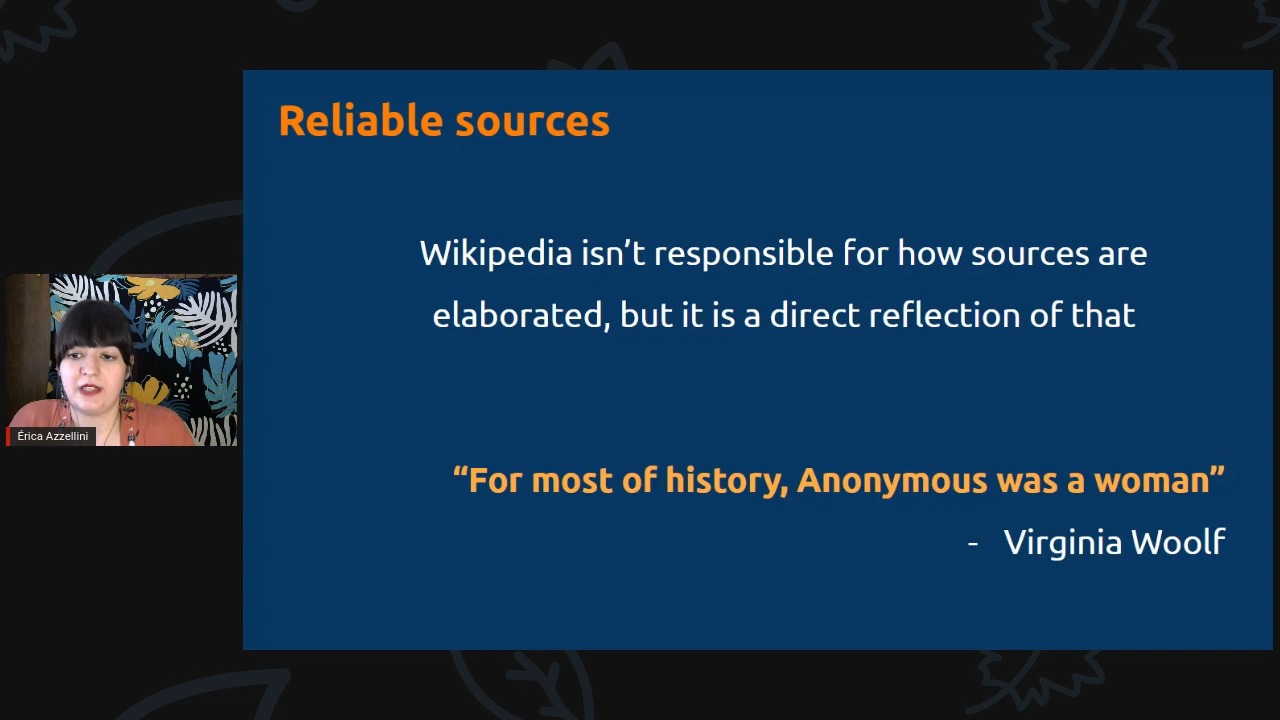 Reliable sources
Wikipedia isn’t responsible for how sources are
elaborated, but it is a direct reflection of that
“For most of history, Anonymous was a woman”
- Virginia Woolf
Érica Azzellini